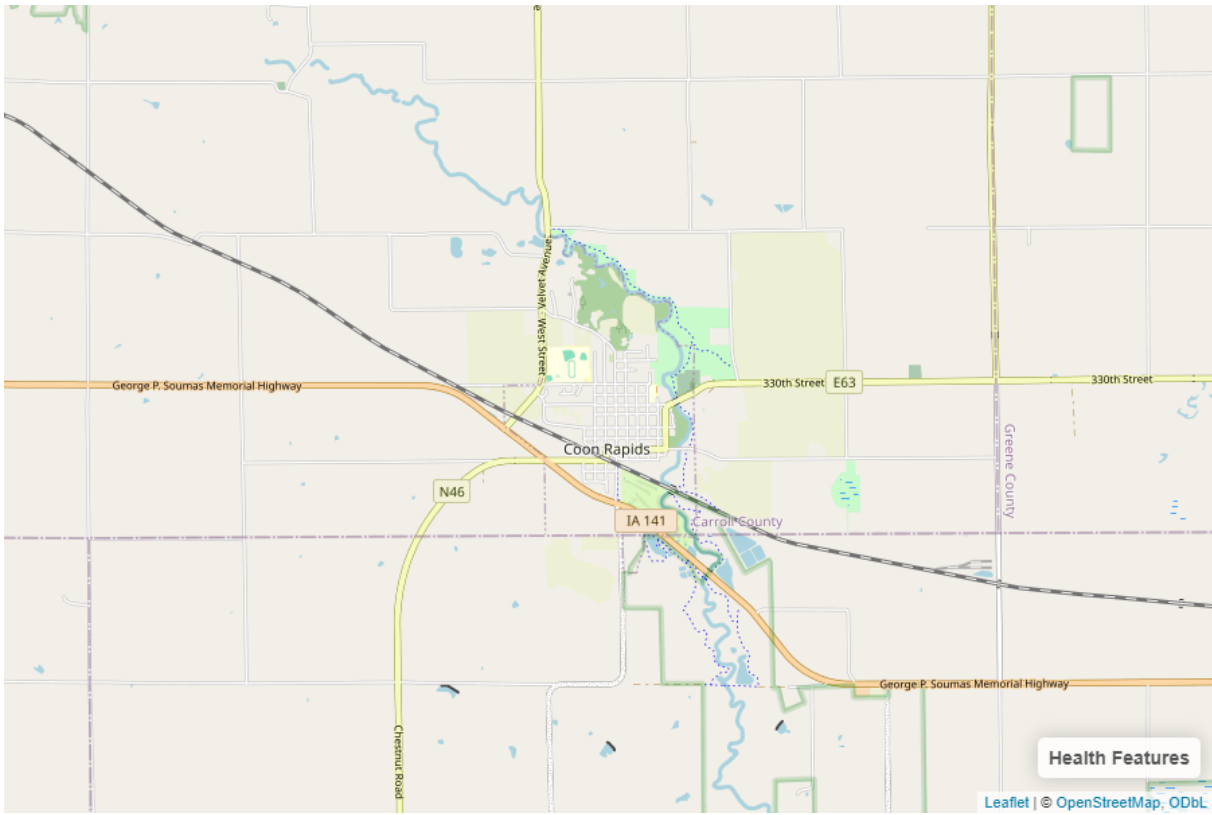 Velvet Avenue - West Street
George P. Soumas Memorial Highway
330th Street
E63
330th Street
Coon Rapids
N46
IA 141
Carroll County
Greene County
George P. Soumas Memorial Highway
Chestnut Road
Health Features
Leaflet | © OpenStreetMap, ODbL